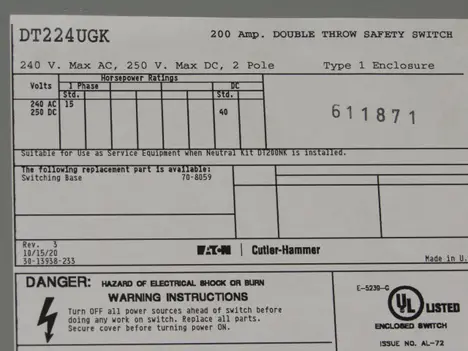 DT224UGK 200 Amp. DOUBLE THROW SAFETY SWITCH
240 V. Max AC, 250 V. Max DC, 2 Pole Type 1 Enclosure
Horsepower Ratings
Volts 1 Phase DC
Std. Std.
240 AC 15
250 DC 40
611871
Suitable for Use as Service Equipment when Neutral Kit DT200NK is installed.
The following replacement part is available:
Switching Base 70-8059
Rev. 3
10/15/20
30-13938-233
EATON Cutler-Hammer
Made in U.
DANGER: HAZARD OF ELECTRICAL SHOCK OR BURN
WARNING INSTRUCTIONS
Turn OFF all power sources ahead of switch before
doing any work on switch. Replace all parts.
Secure cover before turning power ON.
E-5239-G
UL LISTED
ENCLOSED SWITCH
ISSUE NO. AL-72